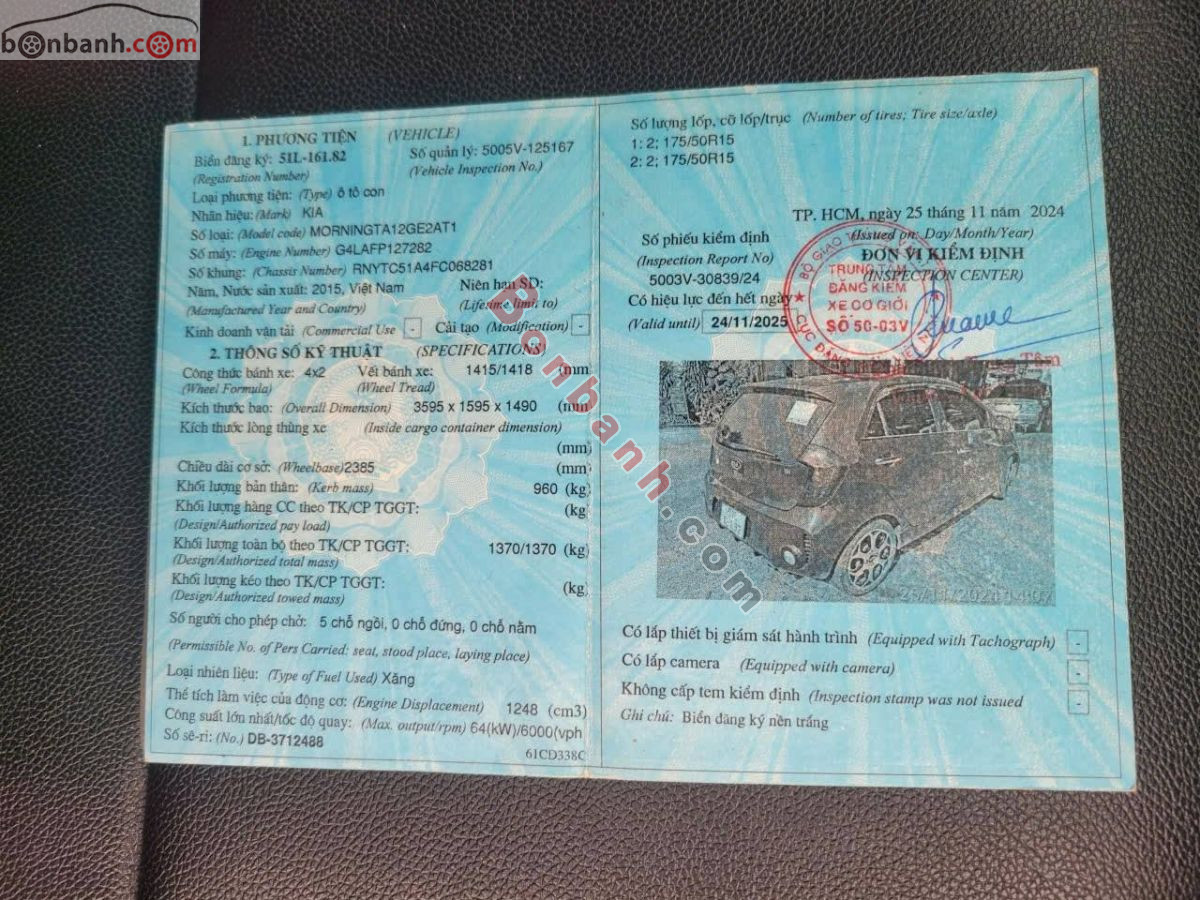 bonbanh.com
1. PHƯƠNG TIỆN (VEHICLE)
Biển đăng ký: 51L-161.82 Số quản lý: 5005V-125167
(Registration Number) (Vehicle Inspection No.)
Loại phương tiện: (Type) ô tô con
Nhãn hiệu: (Mark) KIA
Số loại: (Model code) MORNINGTA12GE2AT1
Số máy: (Engine Number) G4LAFP127282
Số khung: (Chassis Number) RNYTC51A4FC068281
Năm, Nước sản xuất: 2015, Việt Nam Niên hạn SD:
(Manufactured Year and Country) (Lifetime limit to)
Kinh doanh vận tải (Commercial Use - Cải tạo (Modification) -
2. THÔNG SỐ KỸ THUẬT (SPECIFICATIONS)
Công thức bánh xe: 4x2 Vết bánh xe: 1415/1418 (mm
(Wheel Formula) (Wheel Tread)
Kích thước bao: (Overall Dimension) 3595 x 1595 x 1490 (mm
Kích thước lòng thùng xe (Inside cargo container dimension)
(mm)
Chiều dài cơ sở: (Wheelbase) 2385 (mm)
Khối lượng bản thân: (Kerb mass) 960 (kg)
Khối lượng hàng CC theo TK/CP TGGT: (kg)
(Design/Authorized pay load)
Khối lượng toàn bộ theo TK/CP TGGT: 1370/1370 (kg)
(Design/Authorized total mass)
Khối lượng kéo theo TK/CP TGGT: (kg)
(Design/Authorized towed mass)
Số người cho phép chở: 5 chỗ ngồi, 0 chỗ đứng, 0 chỗ nằm
(Permissible No. of Pers Carried: seat, stood place, laying place)
Loại nhiên liệu: (Type of Fuel Used) Xăng
Thể tích làm việc của động cơ: (Engine Displacement) 1248 (cm3)
Công suất lớn nhất/tốc độ quay: (Max. output/rpm) 64(kW)/6000(vph
Số sê-ri: (No.) DB-3712488
61CD338C
Số lượng lốp, cỡ lốp/trục (Number of tires; Tire size/axle)
1: 2; 175/50R15
2: 2; 175/50R15
TP. HCM, ngày 25 tháng 11 năm 2024
(Issued on: Day/Month/Year)
Số phiếu kiểm định ĐƠN VỊ KIỂM ĐỊNH
(Inspection Report No) (INSPECTION CENTER)
5003V-30839/24
Có hiệu lực đến hết ngày
(Valid until) 24/11/2025
TRUNG TÂM
ĐĂNG KIỂM
XE CƠ GIỚI
SỐ 50-03V
Có lắp thiết bị giám sát hành trình (Equipped with Tachograph) -
Có lắp camera (Equipped with camera) -
Không cấp tem kiểm định (Inspection stamp was not issued -
Ghi chú: Biển đăng ký nền trắng
Bonbanh.com